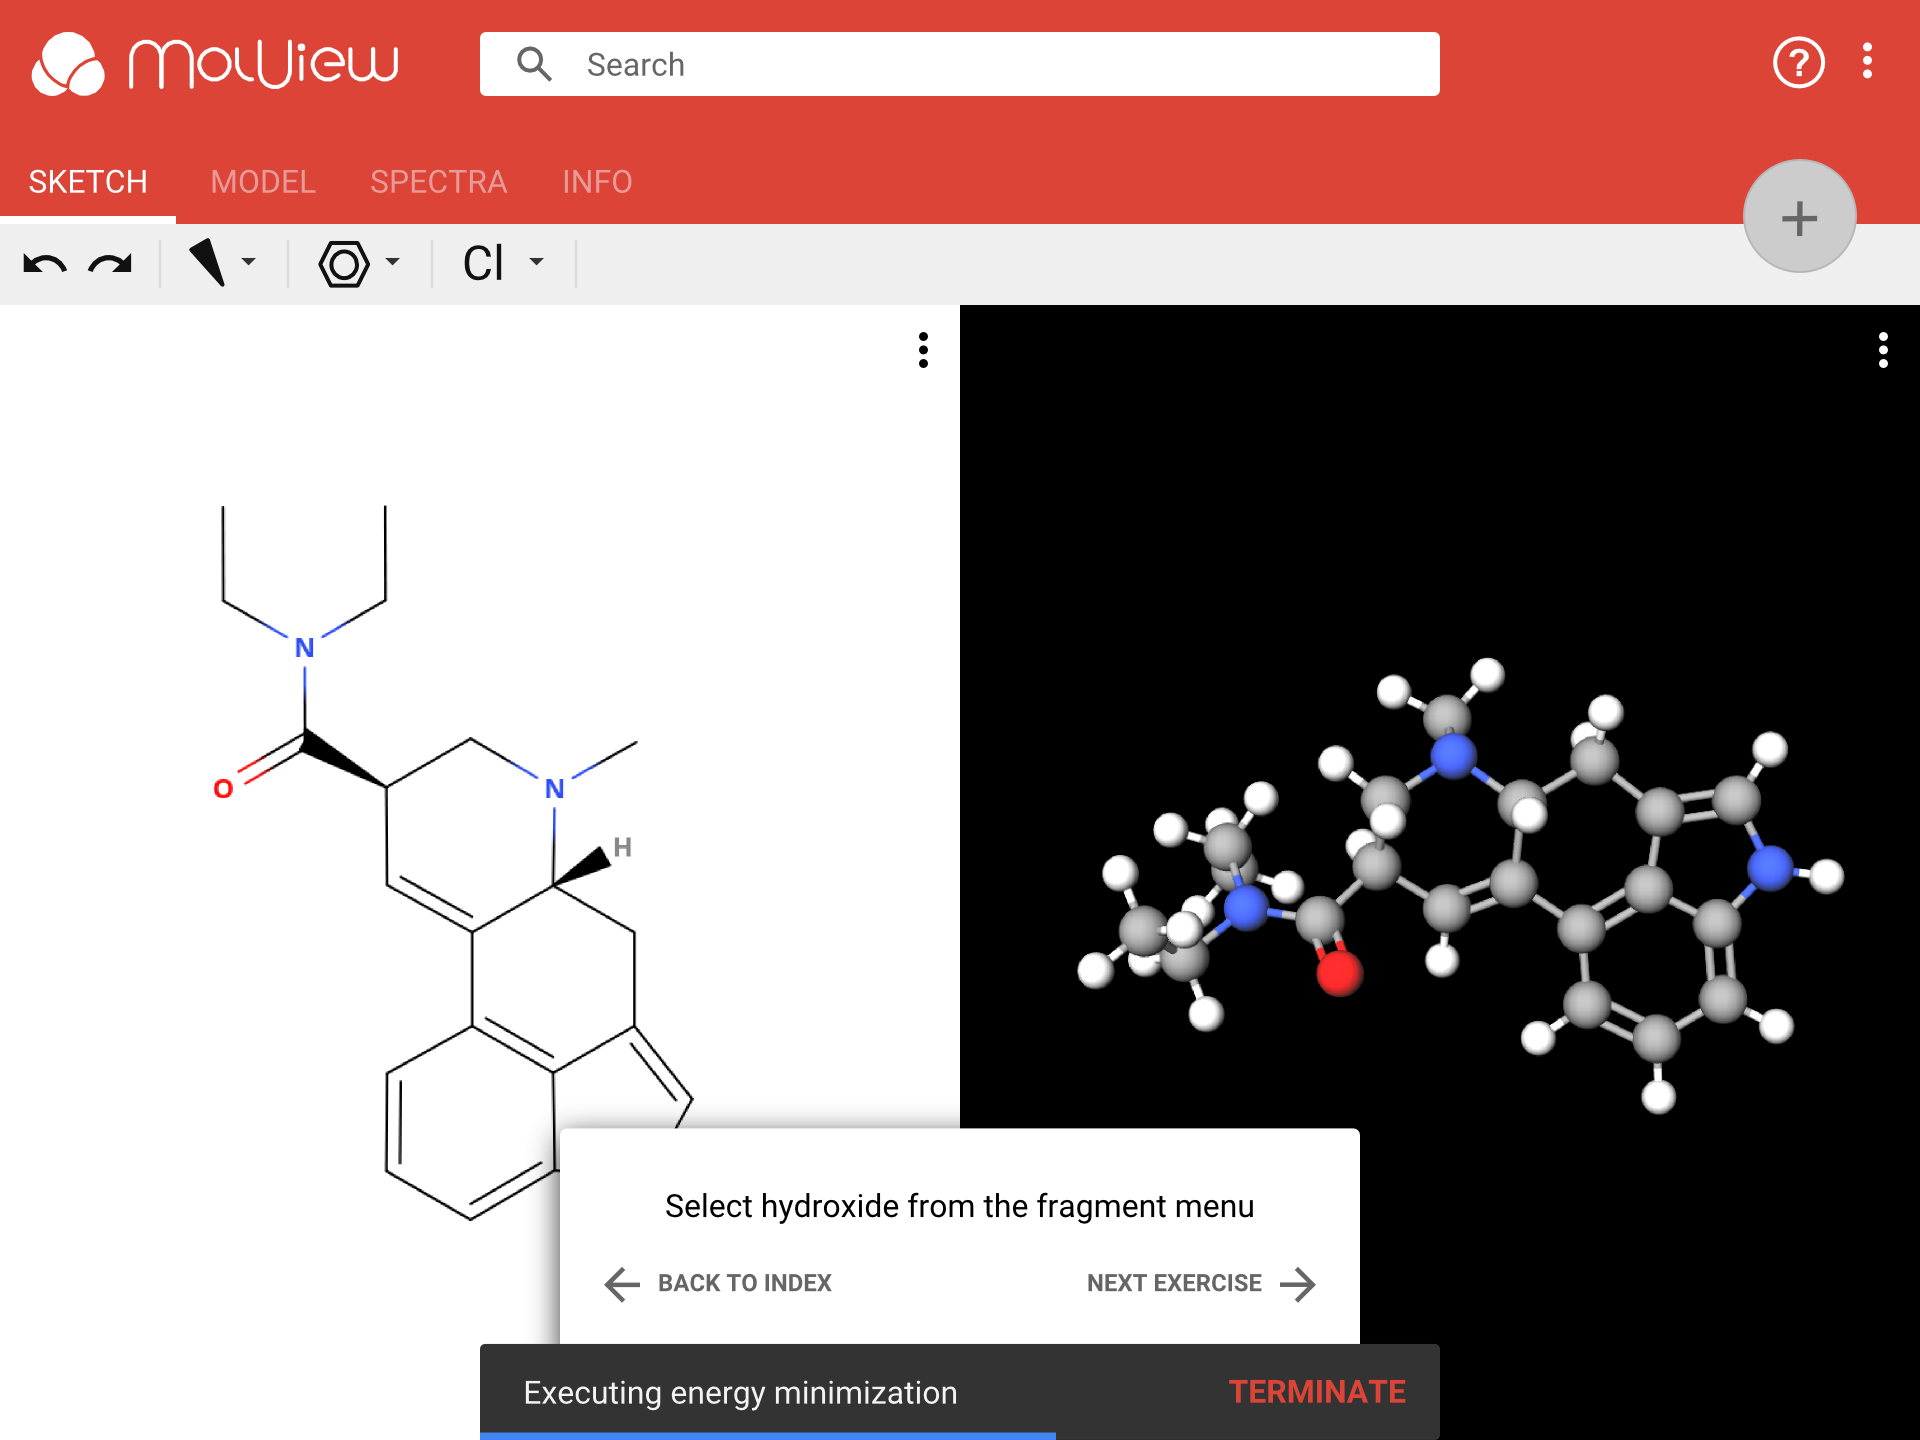 MolView
Search
?
SKETCH MODEL SPECTRA INFO
Cl
N
O
N
H
Select hydroxide from the fragment menu
BACK TO INDEX NEXT EXERCISE
Executing energy minimization TERMINATE